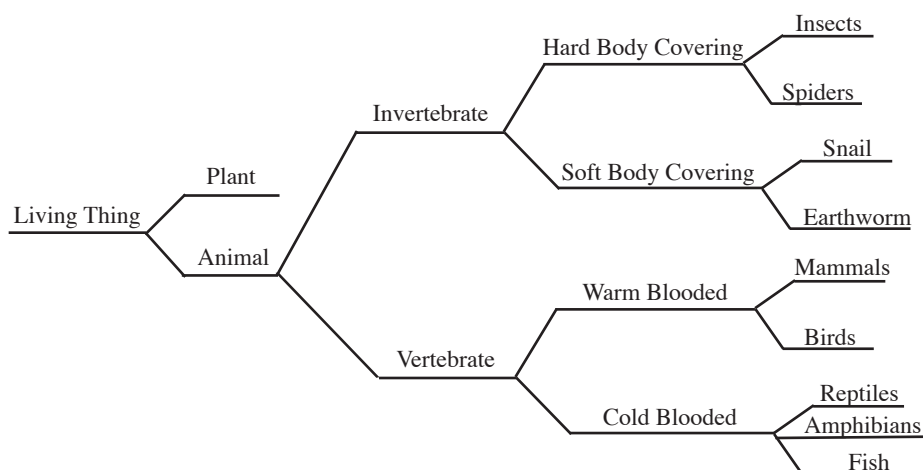 Living Thing
Plant
Animal
Invertebrate
Hard Body Covering
Insects
Spiders
Soft Body Covering
Snail
Earthworm
Vertebrate
Warm Blooded
Mammals
Birds
Cold Blooded
Reptiles
Amphibians
Fish